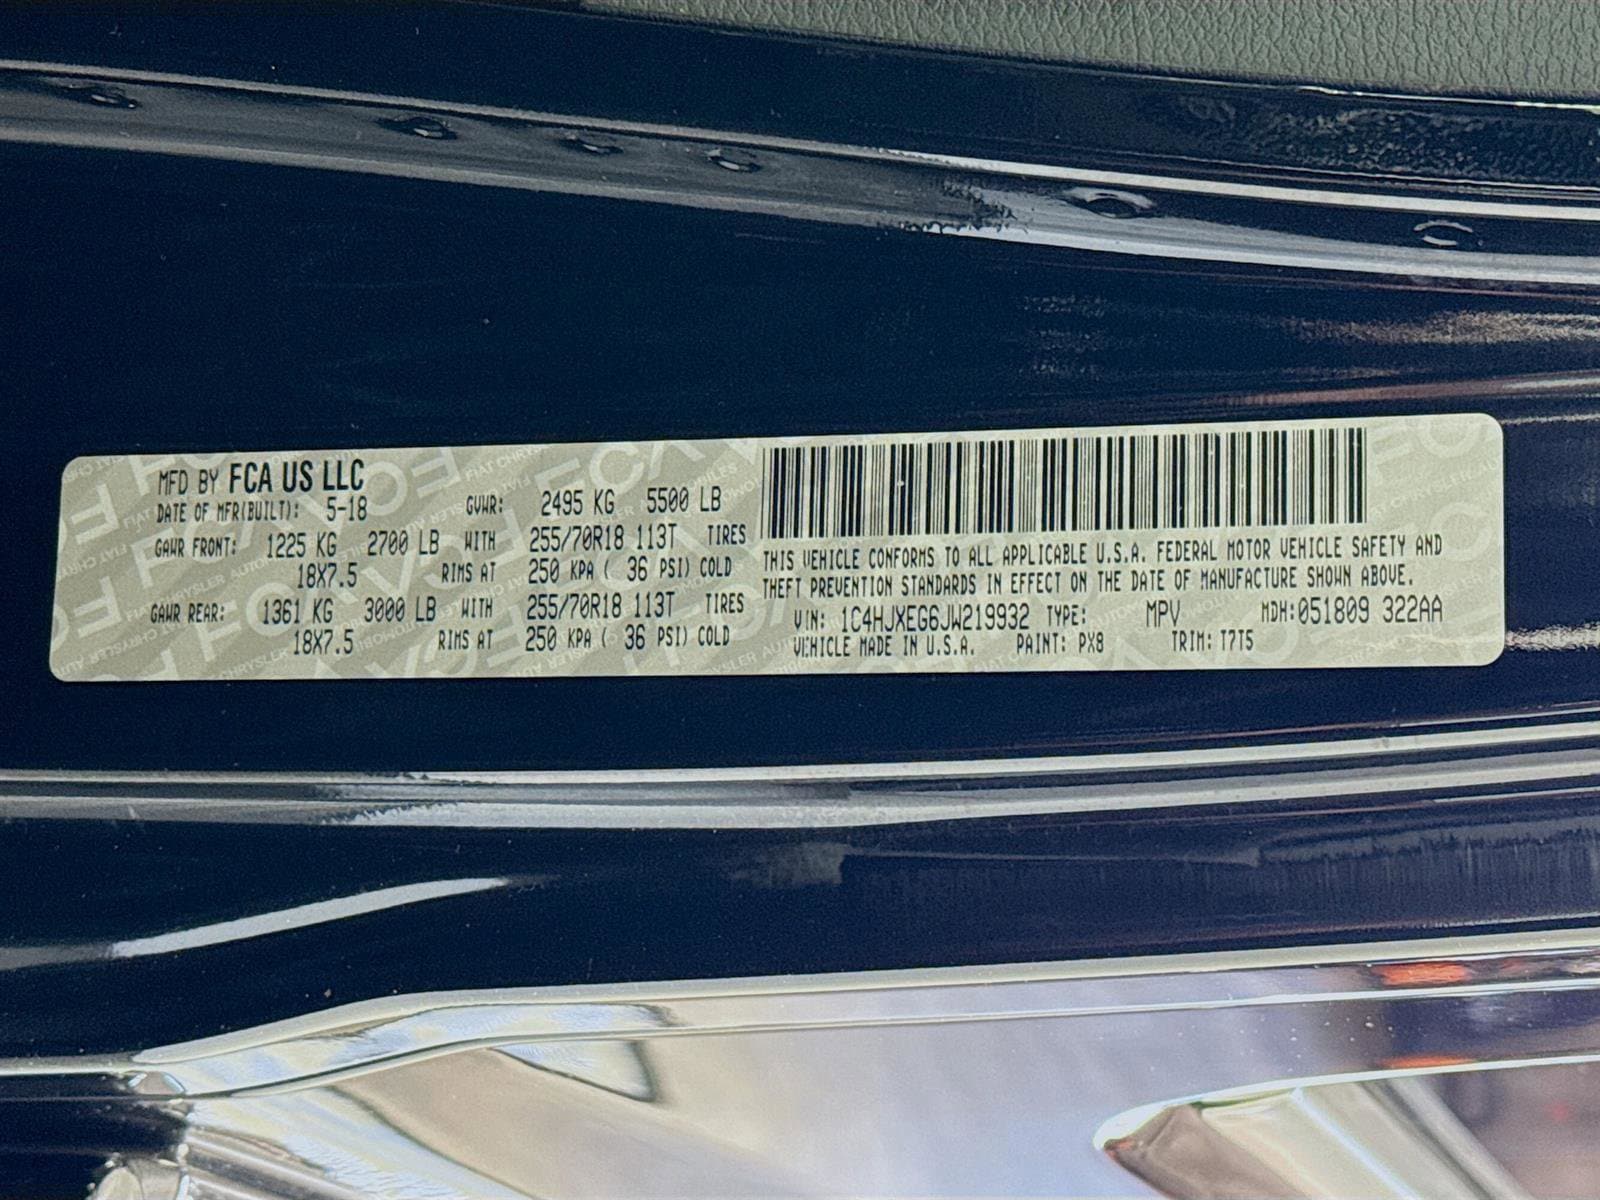 MFD BY FCA US LLC
DATE OF MFR(BUILT): 5-18 GVWR: 2495 KG 5500 LB
GAWR FRONT: 1225 KG 2700 LB WITH 255/70R18 113T TIRES
18X7.5 RIMS AT 250 KPA ( 36 PSI) COLD
GAWR REAR: 1361 KG 3000 LB WITH 255/70R18 113T TIRES
18X7.5 RIMS AT 250 KPA ( 36 PSI) COLD
THIS VEHICLE CONFORMS TO ALL APPLICABLE U.S.A. FEDERAL MOTOR VEHICLE SAFETY AND
THEFT PREVENTION STANDARDS IN EFFECT ON THE DATE OF MANUFACTURE SHOWN ABOVE.
VIN: 1C4HJXEG6JW219932 TYPE: MPV MDH:051809 322AA
VEHICLE MADE IN U.S.A. PAINT: PX8 TRIM: T7T5